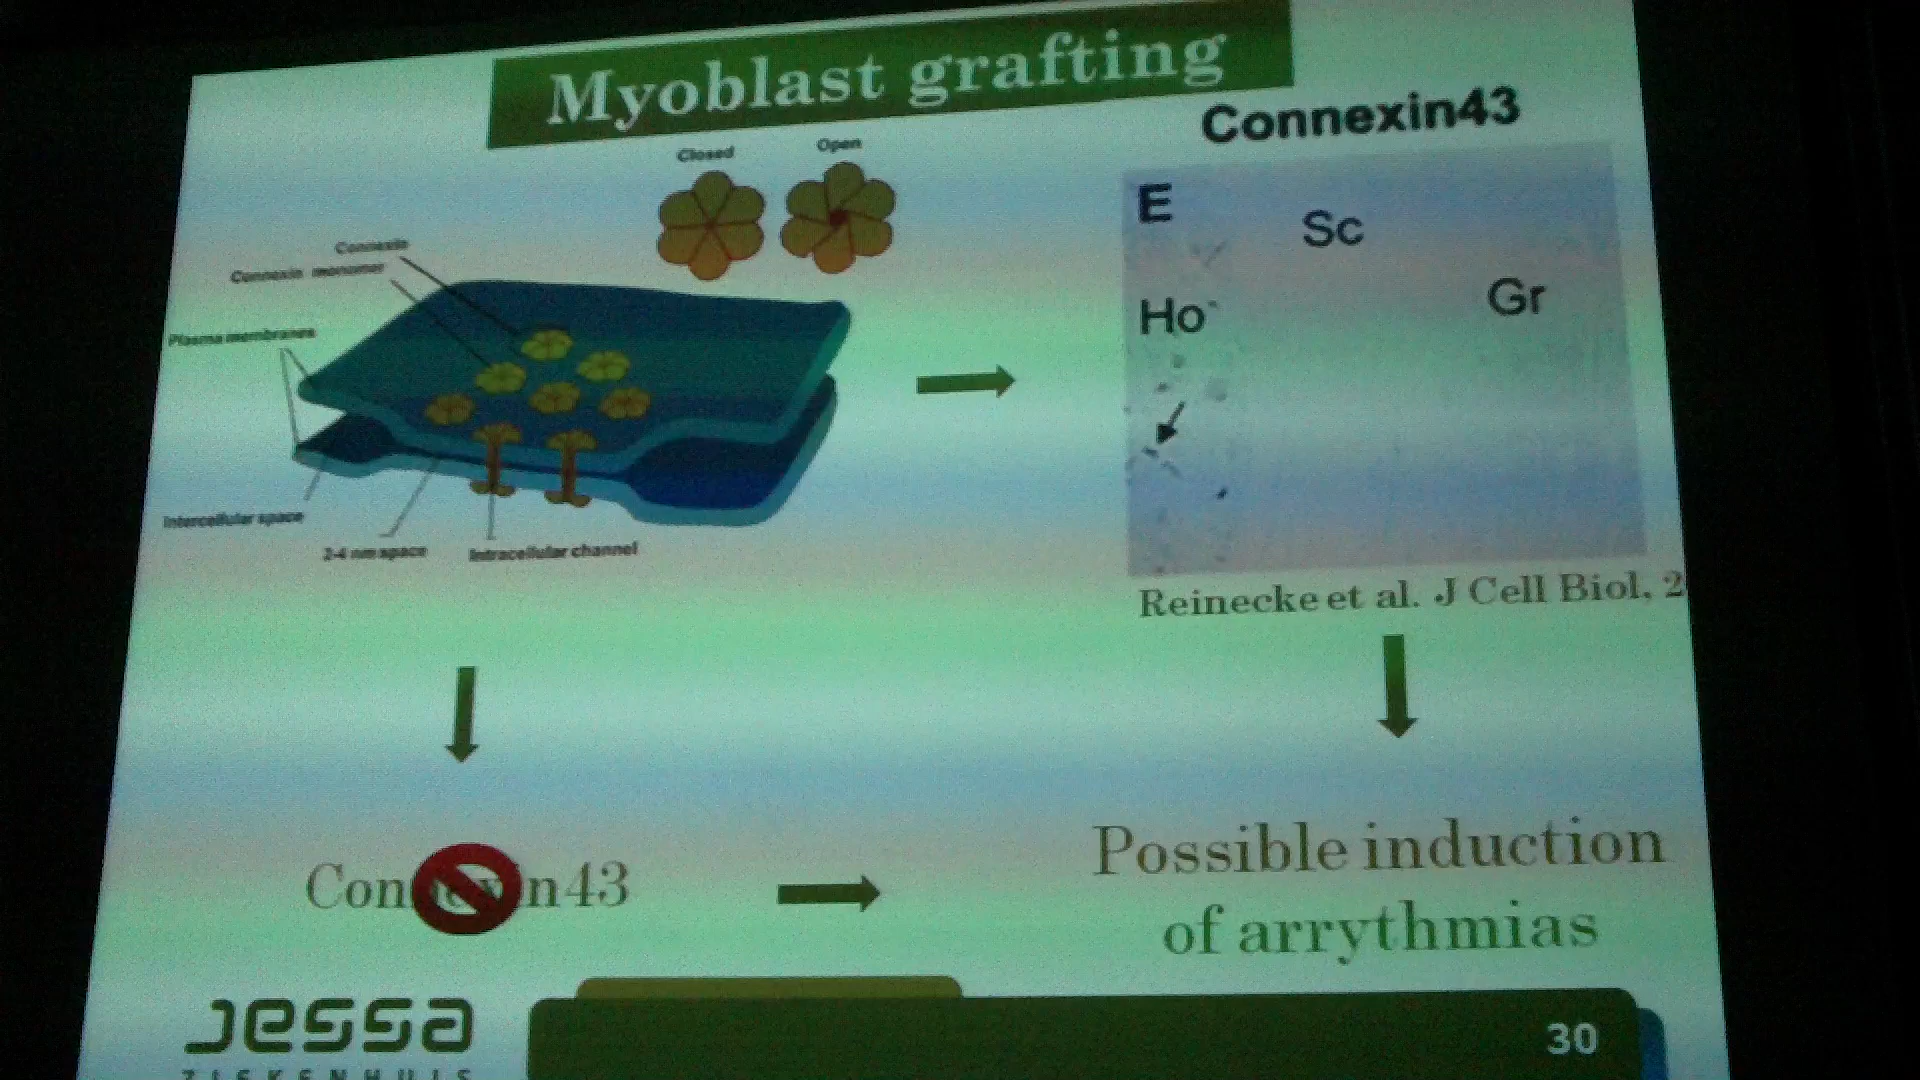 Myoblast grafting
Closed
Open
Connexin43
E
Sc
Connexin
Connexin monomer
Gr
Ho
Plasma membranes
Intercellular space
2-4 nm space
Intracellular channel
Reinecke et al. J Cell Biol, 2
Connexin43
Possible induction
of arrythmias
Jessa
ZIEKENHUIS
30